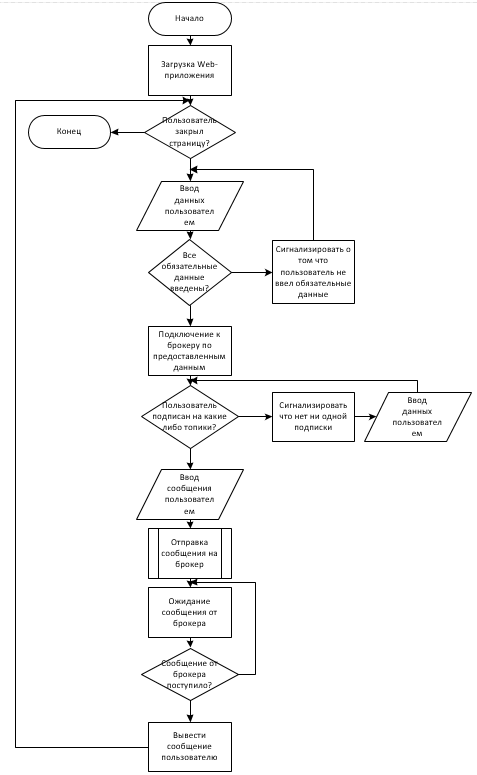 Начало
Загрузка Web-
приложения
Пользователь
закрыл
страницу?
Конец
Ввод
данных
пользовател
ем
Все
обязательные
данные
введены?
Сигнализировать о
том что
пользователь не
ввел обязательные
данные
Подключение к
брокеру по
предоставленным
данным
Пользователь
подписан на какие
либо топики?
Сигнализировать
что нет ни одной
подписки
Ввод
данных
пользовател
ем
Ввод
сообщения
пользовател
ем
Отправка
сообщения на
брокер
Ожидание
сообщения от
брокера
Сообщение от
брокера
поступило?
Вывести
сообщение
пользователю